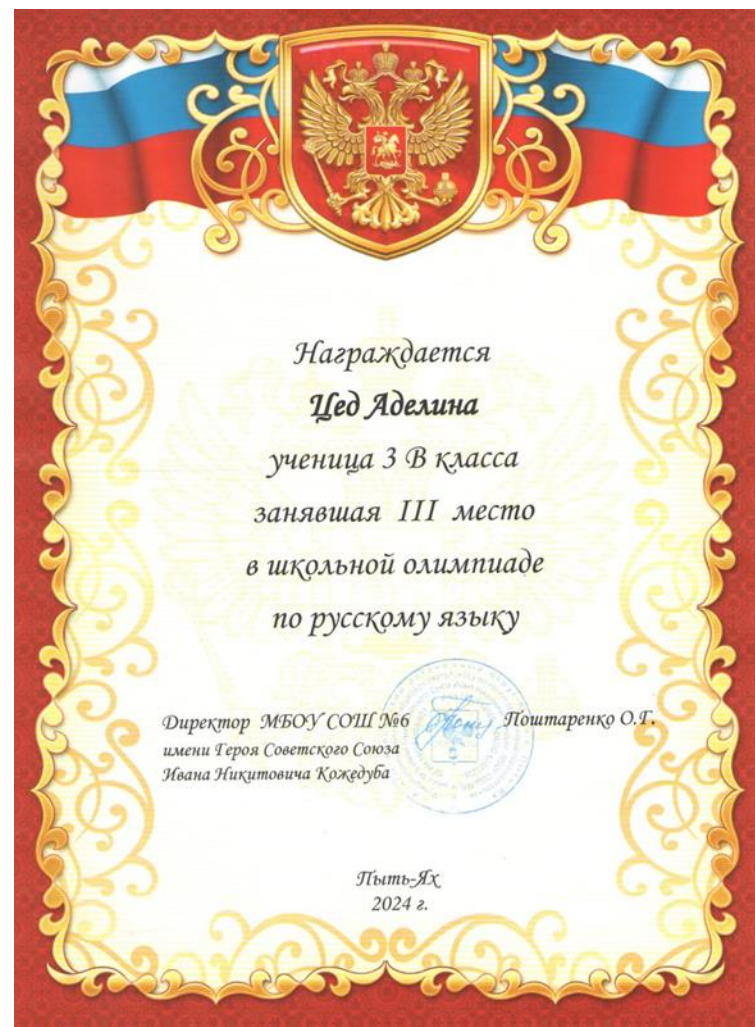 Награждается
Цед Аделина
ученица 3 В класса
занявшая III место
в школьной олимпиаде
по русскому языку
Директор МБОУ СОШ №6 Поштаренко О.Г.
имени Героя Советского Союза
Ивана Никитовича Кожедуба
Пыть-Ях
2024 г.